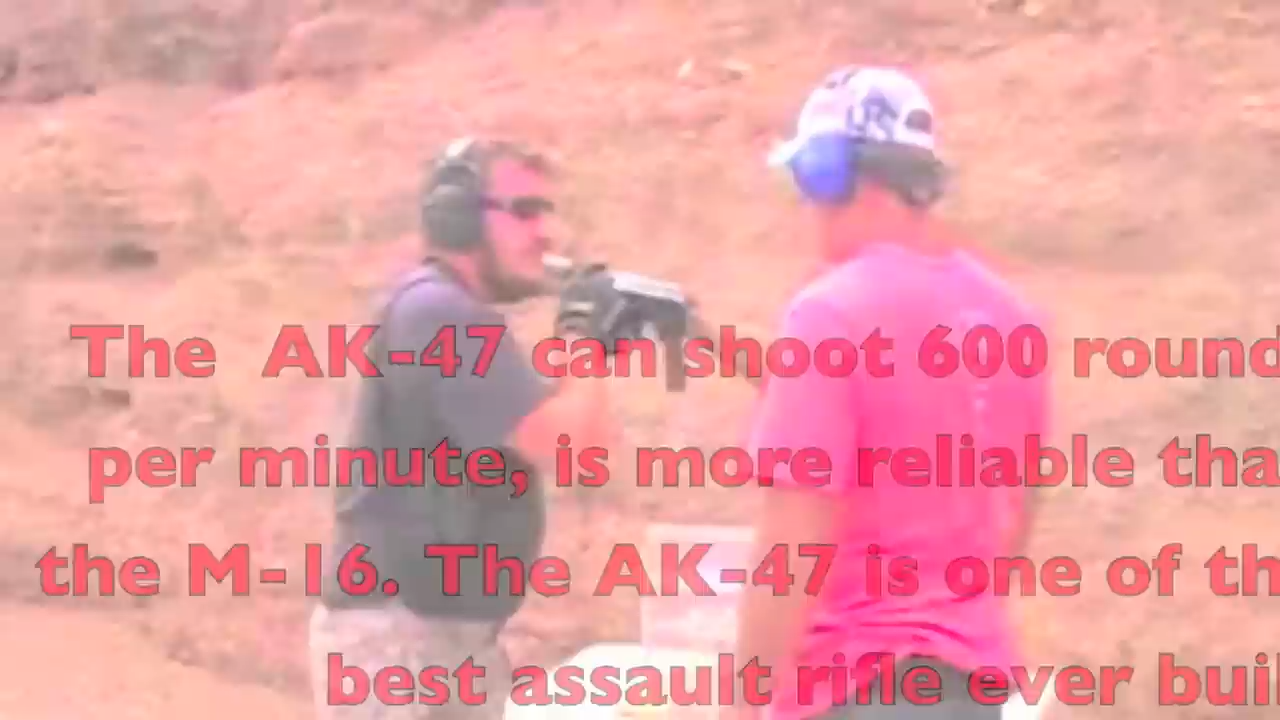 The AK-47 can shoot 600 round
per minute, is more reliable tha
the M-16. The AK-47 is one of th
best assault rifle ever buil